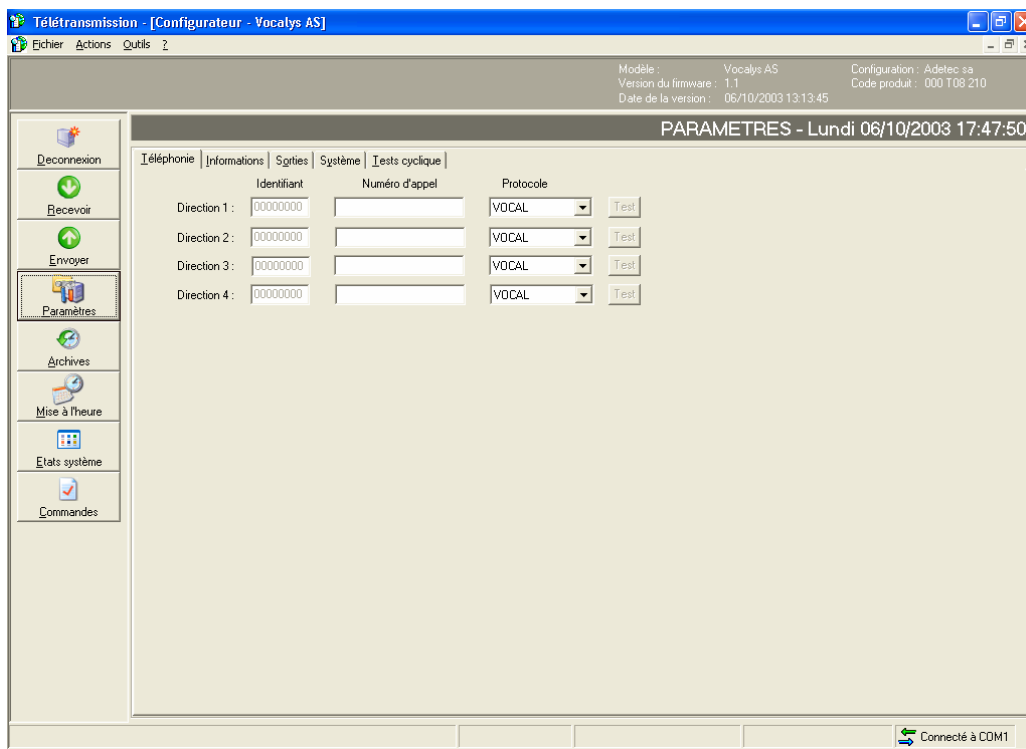 Télétransmission - [Configurateur - Vocalys AS]
Fichier Actions Outils ?
Modèle : Vocalys AS Configuration : Adetec sa
Version du firmware : 1.1 Code produit : 000 T08 210
Date de la version : 06/10/2003 13:13:45
PARAMETRES - Lundi 06/10/2003 17:47:50
Deconnexion
Recevoir
Envoyer
Paramètres
Archives
Mise à l'heure
Etats système
Commandes
Téléphonie Informations Sorties Système Tests cyclique
Identifiant Numéro d'appel Protocole
Direction 1 : 00000000 VOCAL Test
Direction 2 : 00000000 VOCAL Test
Direction 3 : 00000000 VOCAL Test
Direction 4 : 00000000 VOCAL Test
Connecté à COM1